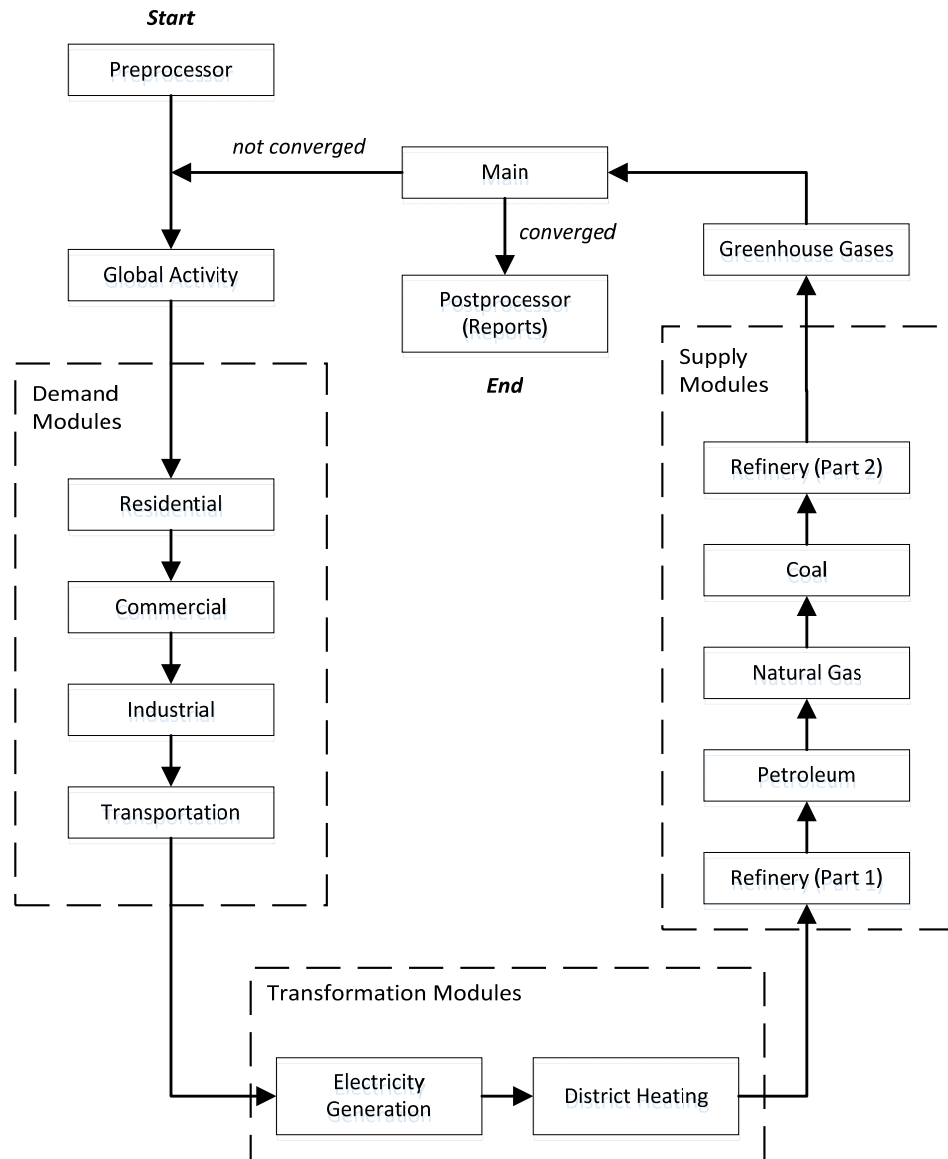 Start
Preprocessor
not converged
Main
converged
Greenhouse Gases
Global Activity
Postprocessor
(Reports)
End
Demand
Modules
Residential
Commercial
Industrial
Transportation
Supply
Modules
Refinery (Part 2)
Coal
Natural Gas
Petroleum
Refinery (Part 1)
Transformation Modules
Electricity
Generation
District Heating